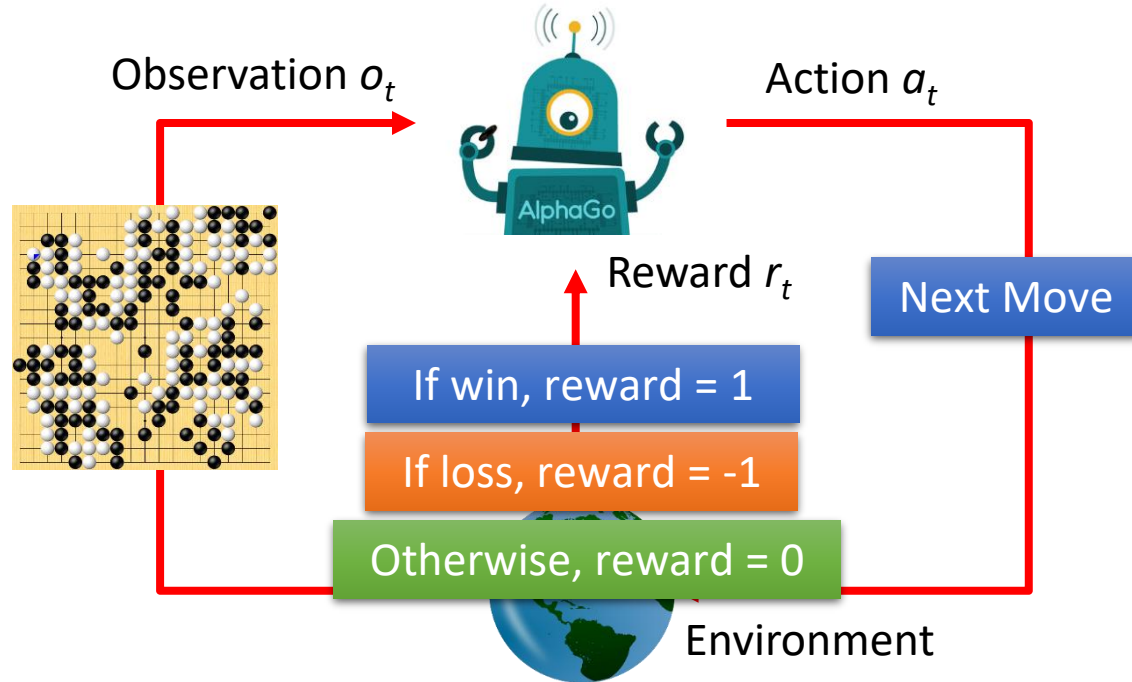 Observation o_t
Action a_t
AlphaGo
Reward r_t
Next Move
If win, reward = 1
If loss, reward = -1
Otherwise, reward = 0
Environment